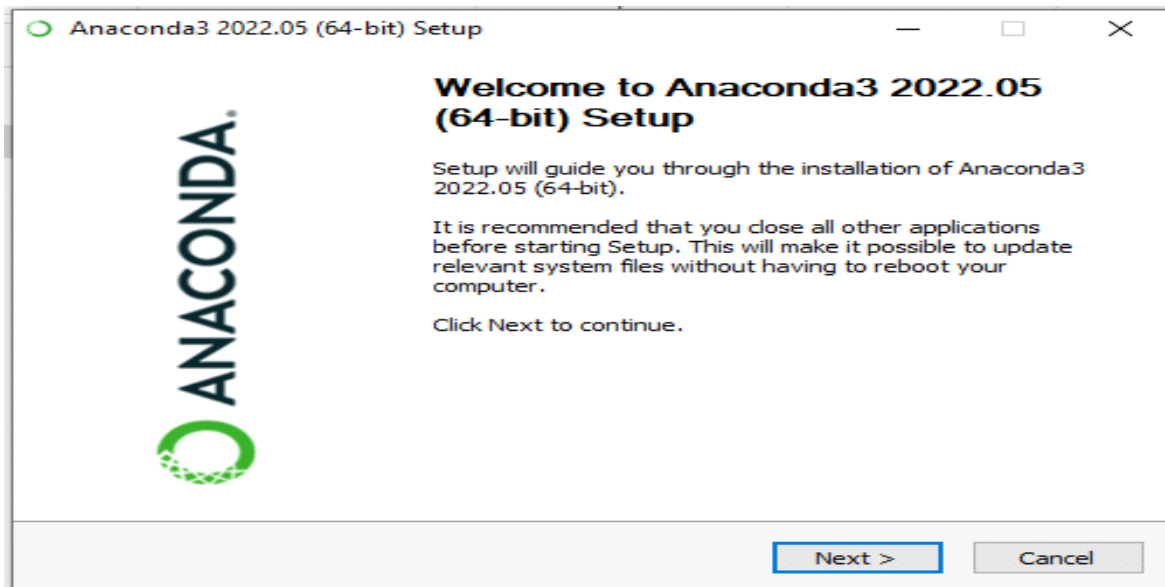 Anaconda3 2022.05 (64-bit) Setup
ANACONDA.
Welcome to Anaconda3 2022.05
(64-bit) Setup
Setup will guide you through the installation of Anaconda3
2022.05 (64-bit).
It is recommended that you close all other applications
before starting Setup. This will make it possible to update
relevant system files without having to reboot your
computer.
Click Next to continue.
Next >
Cancel